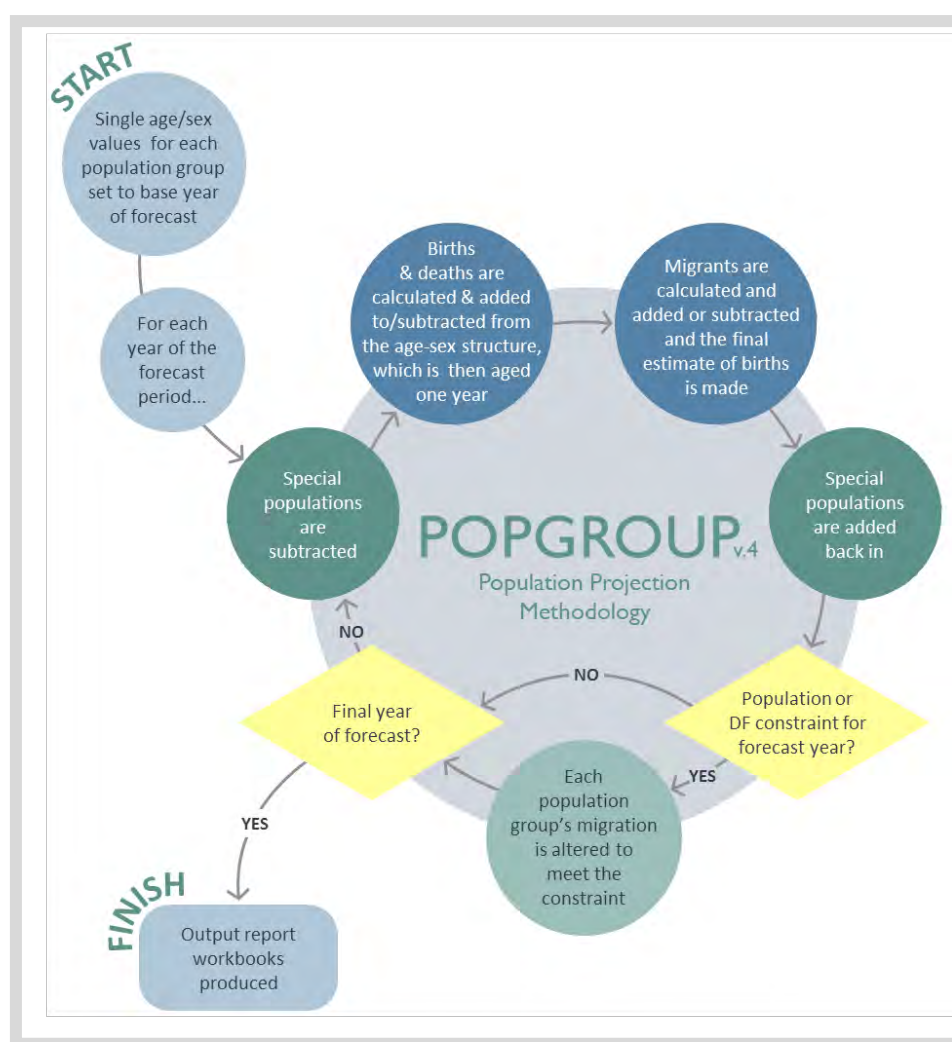 START
Single age/sex
values for each
population group
set to base year
of forecast
For each
year of the
forecast
period...
Special
populations
are
subtracted
Births
& deaths are
calculated & added
to/subtracted from
the age-sex structure,
which is then aged
one year
Migrants are
calculated and
added or subtracted
and the final
estimate of births
is made
Special
populations
are added
back in
POPGROUP v.4
Population Projection
Methodology
Population or
DF constraint for
forecast year?
NO
YES
Each
population
group's migration
is altered to
meet the
constraint
Final year
of forecast?
NO
YES
FINISH
Output report
workbooks
produced